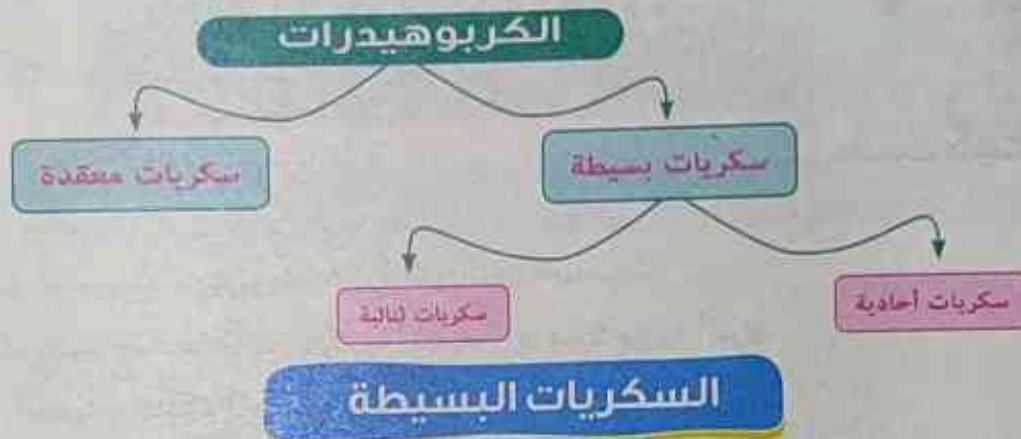 الكربوهيدرات
سكريات بسيطة
سكريات معقدة
سكريات أحادية
سكريات ثنائية
السكريات البسيطة